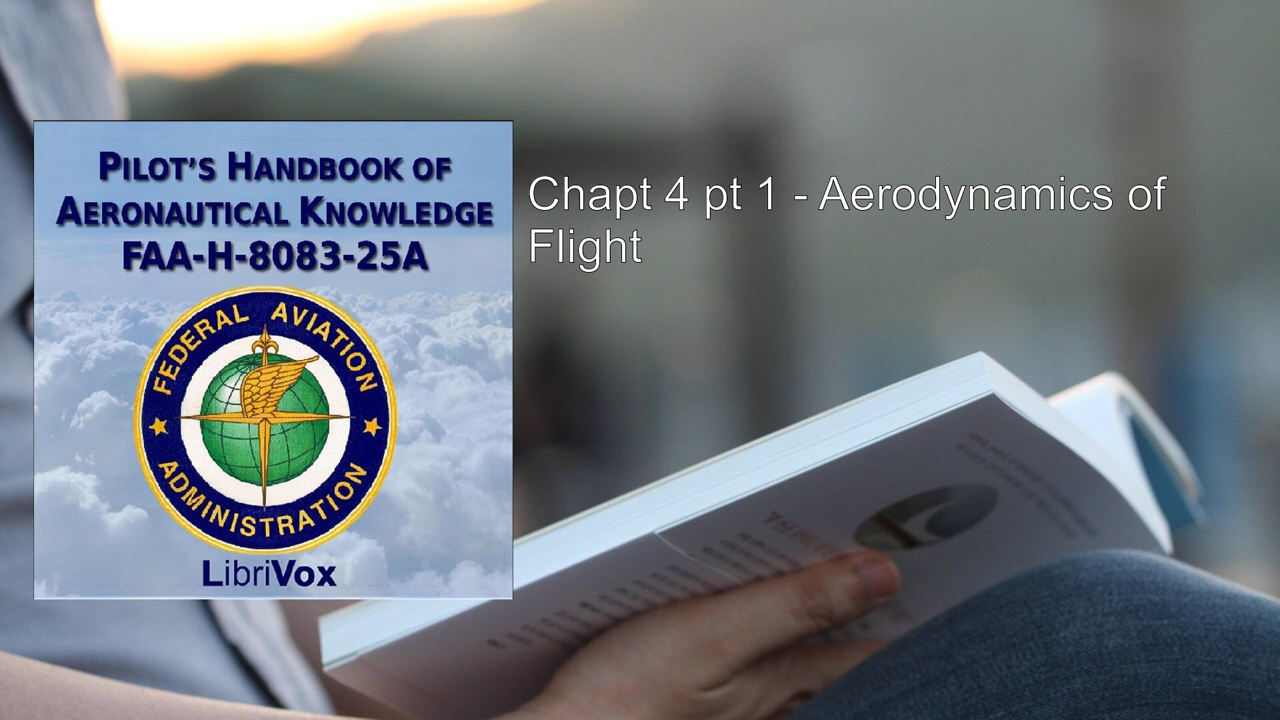 PILOT'S HANDBOOK OF
AERONAUTICAL KNOWLEDGE
FAA-H-8083-25A
FEDERAL AVIATION
ADMINISTRATION
LibriVox
Chapt 4 pt 1 - Aerodynamics of
Flight